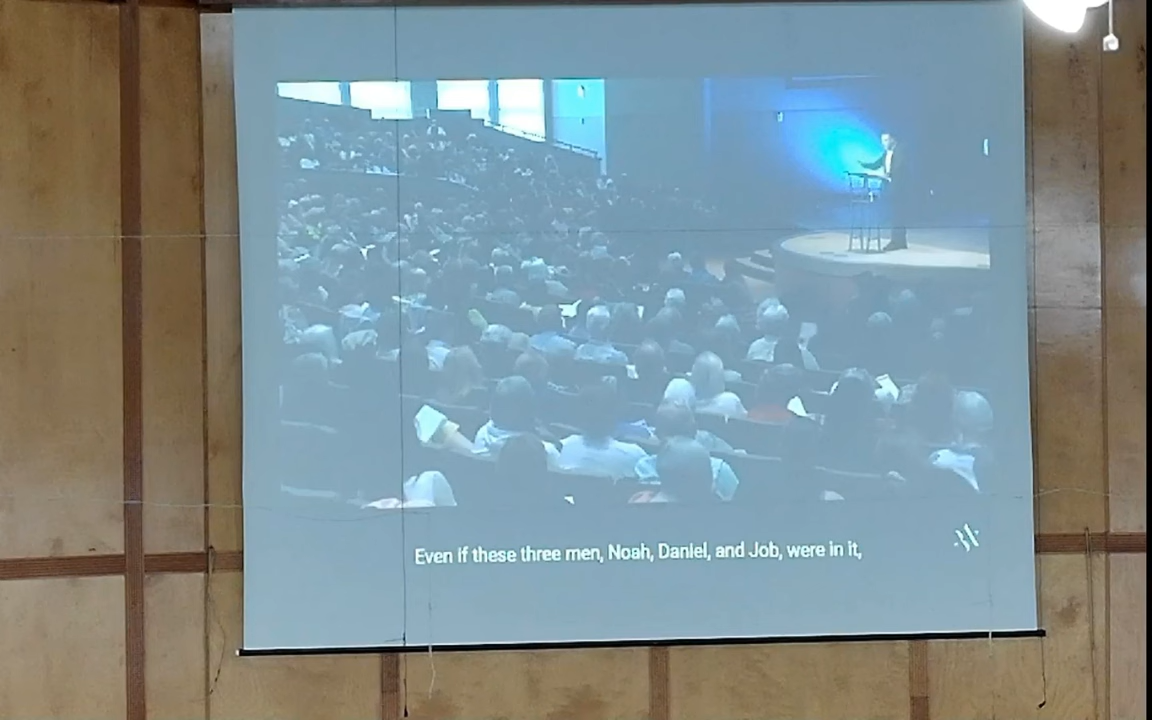 Even if these three men, Noah, Daniel, and Job, were in it,